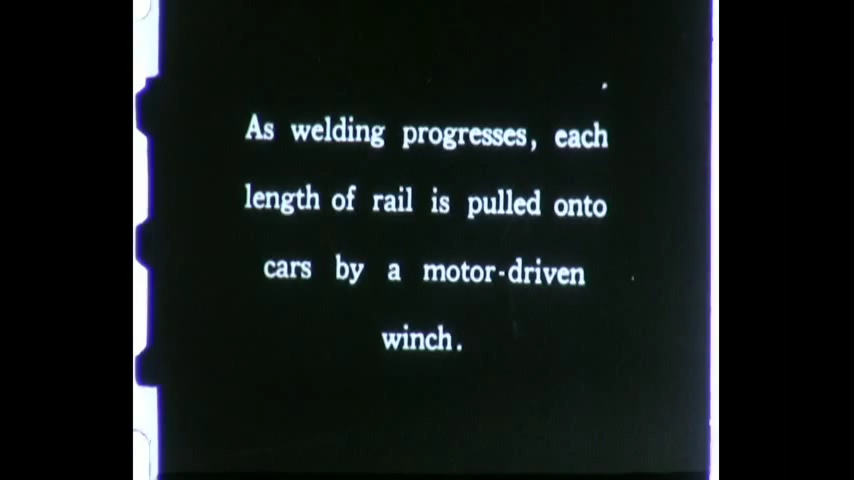 As welding progresses, each
length of rail is pulled onto
cars by a motor-driven
winch.